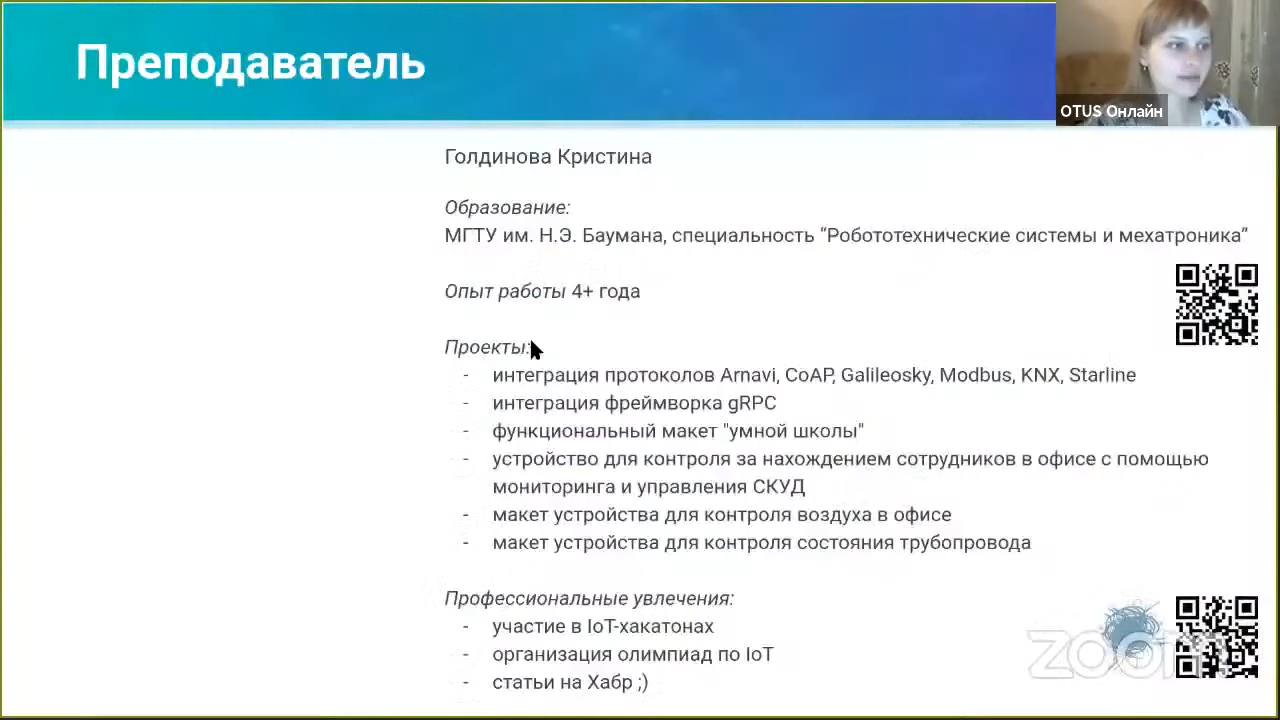 Преподаватель
OTUS Онлайн
Голдинова Кристина
Образование:
МГТУ им. Н.Э. Баумана, специальность “Робототехнические системы и мехатроника”
Опыт работы 4+ года
Проекты:
- интеграция протоколов Arnavi, CoAP, Galileosky, Modbus, KNX, Starline
- интеграция фреймворка gRPC
- функциональный макет "умной школы"
- устройство для контроля за нахождением сотрудников в офисе с помощью
мониторинга и управления СКУД
- макет устройства для контроля воздуха в офисе
- макет устройства для контроля состояния трубопровода
Профессиональные увлечения:
- участие в IoT-хакатонах
- организация олимпиад по IoT
- статьи на Хабр ;)
zoom